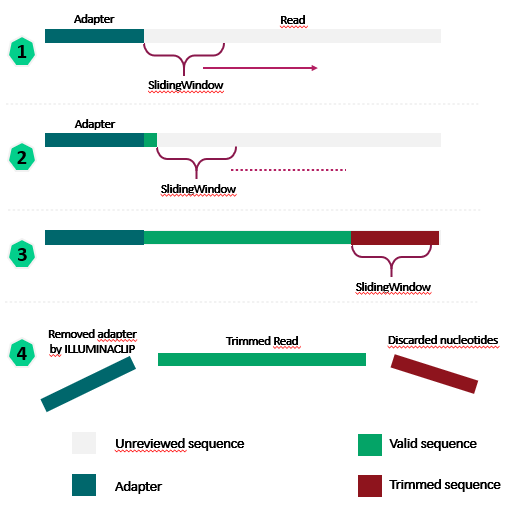 Adapter
Read
1
SlidingWindow
Adapter
2
SlidingWindow
3
SlidingWindow
4
Removed adapter
by ILLUMINACLIP
Trimmed Read
Discarded nucleotides
Unreviewed sequence
Valid sequence
Adapter
Trimmed sequence